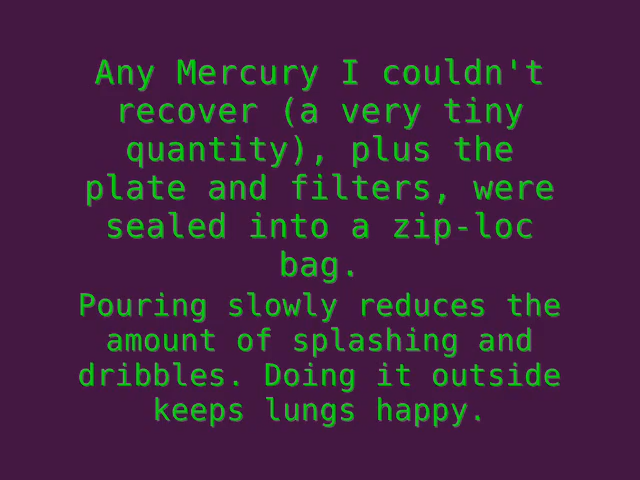 Any Mercury I couldn't
recover (a very tiny
quantity), plus the
plate and filters, were
sealed into a zip-loc
bag.
Pouring slowly reduces the
amount of splashing and
dribbles. Doing it outside
keeps lungs happy.